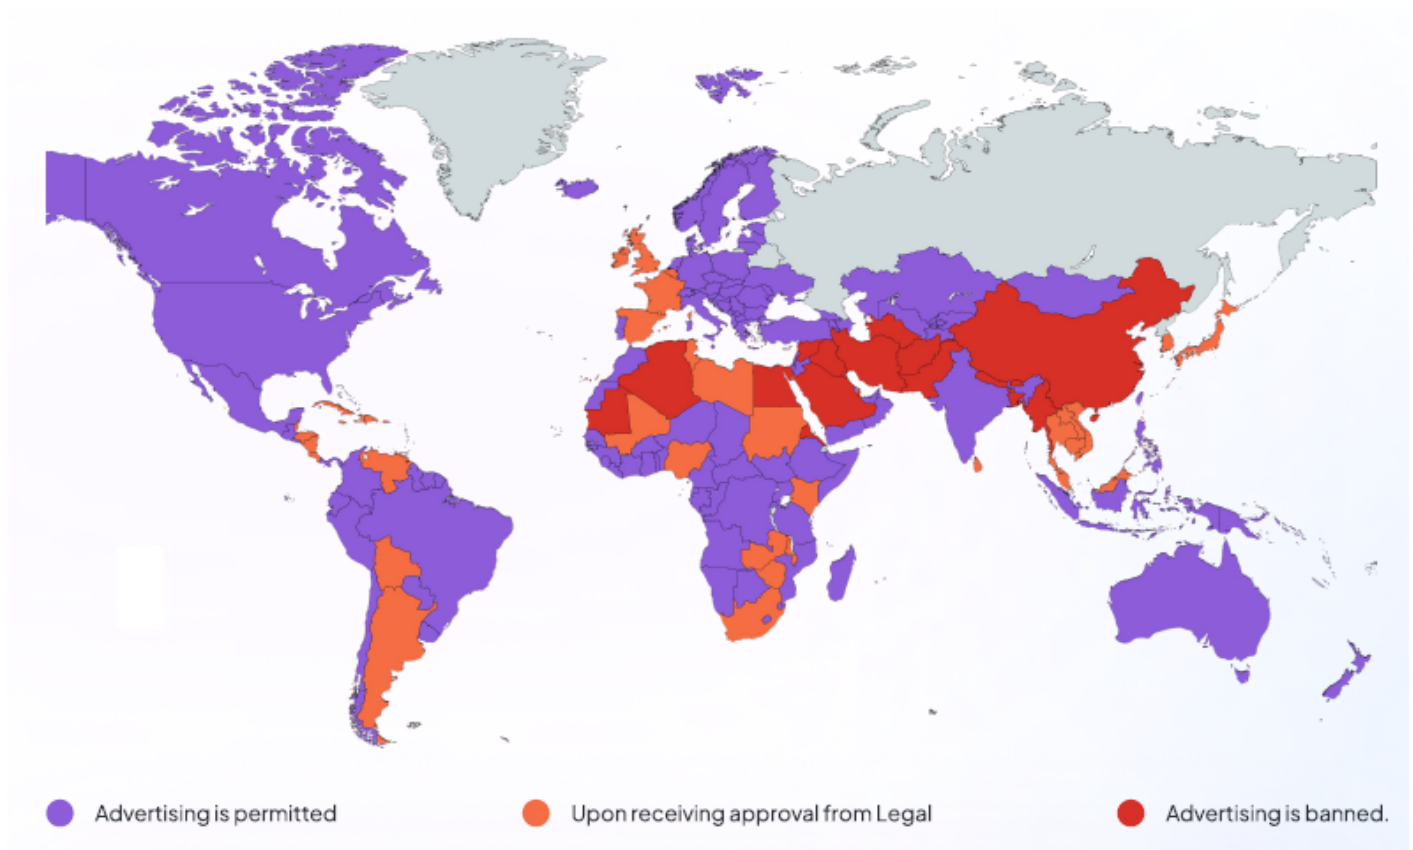 Advertising is permitted
Upon receiving approval from Legal
Advertising is banned.